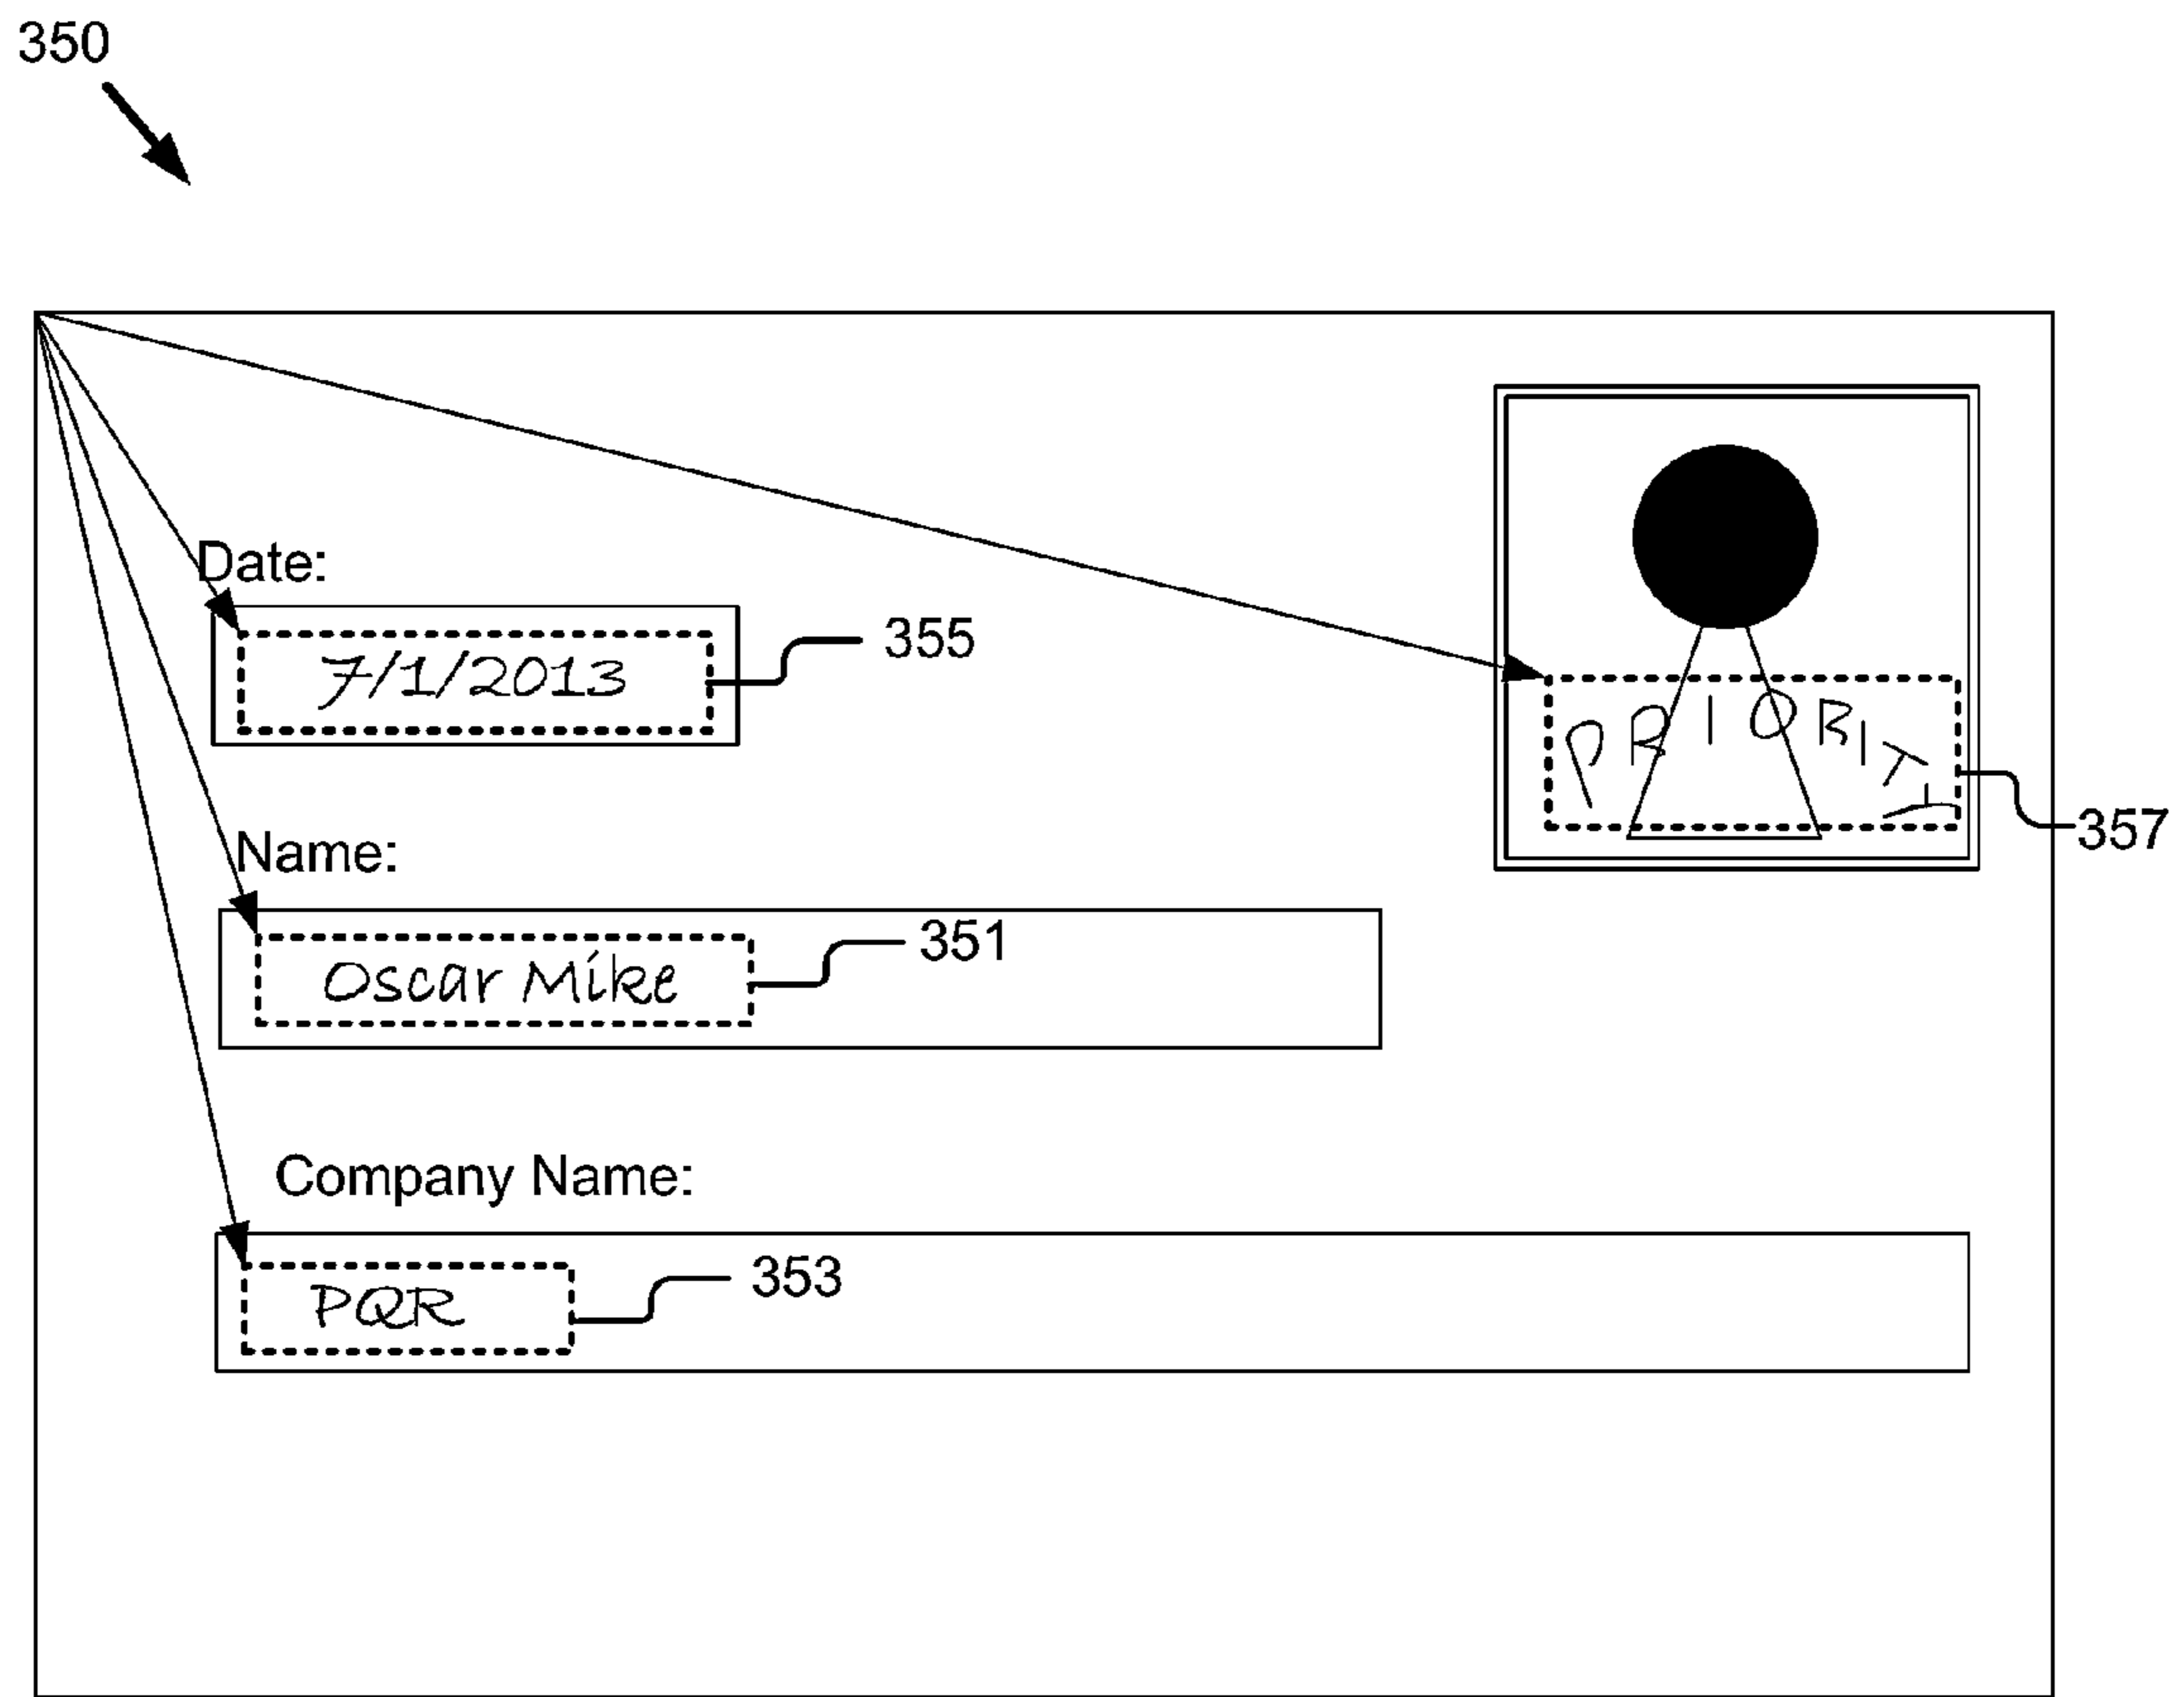 350
Date:
7/1/2013
355
PRIORITY
357
Name:
Oscar Mike
351
Company Name:
PQR
353